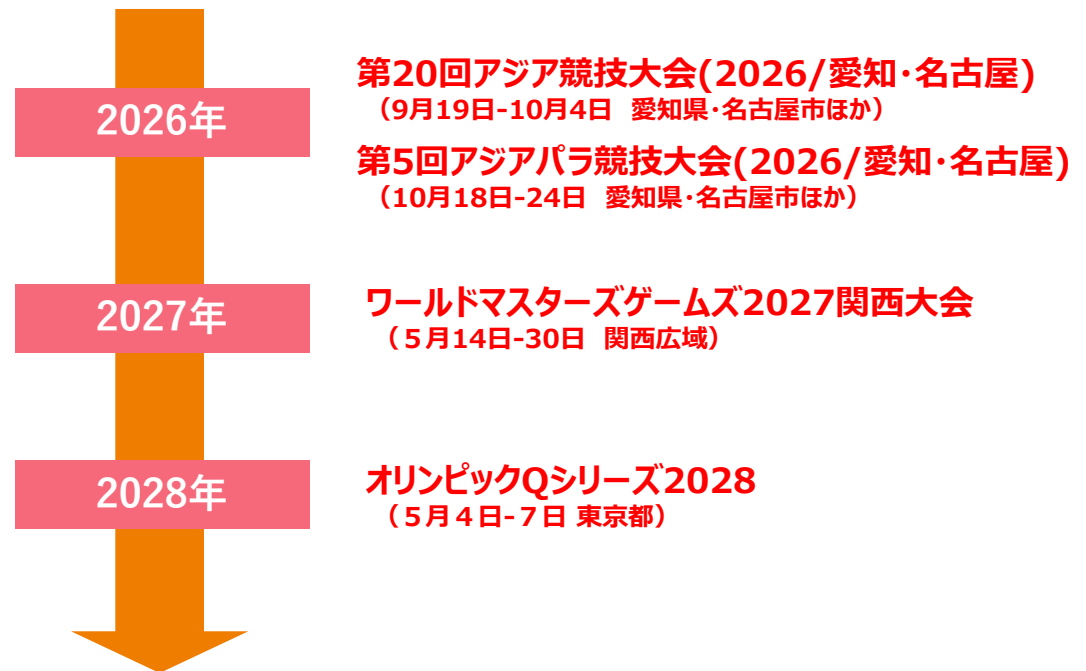 2026年
第20回アジア競技大会(2026/愛知・名古屋)
（9月19日-10月4日 愛知県・名古屋市ほか）
第5回アジアパラ競技大会(2026/愛知・名古屋)
（10月18日-24日 愛知県・名古屋市ほか）
2027年
ワールドマスターズゲームズ2027関西大会
（５月14日-30日 関西広域）
2028年
オリンピックQシリーズ2028
（５月４日-７日 東京都）